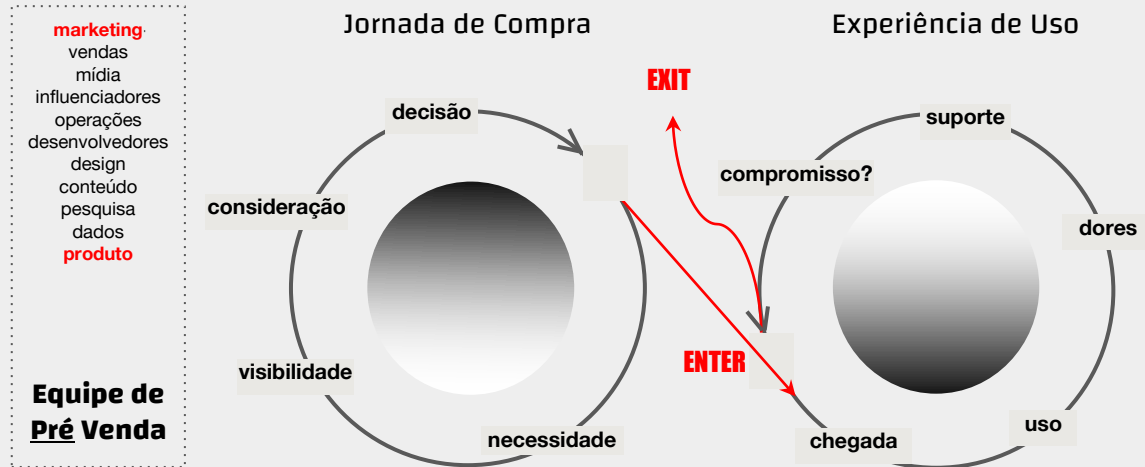 marketing
vendas
mídia
influenciadores
operações
desenvolvedores
design
conteúdo
pesquisa
dados
produto
Equipe de
Pré Venda
Jornada de Compra
decisão
consideração
visibilidade
necessidade
Experiência de Uso
EXIT
ENTER
suporte
compromisso?
dores
uso
chegada